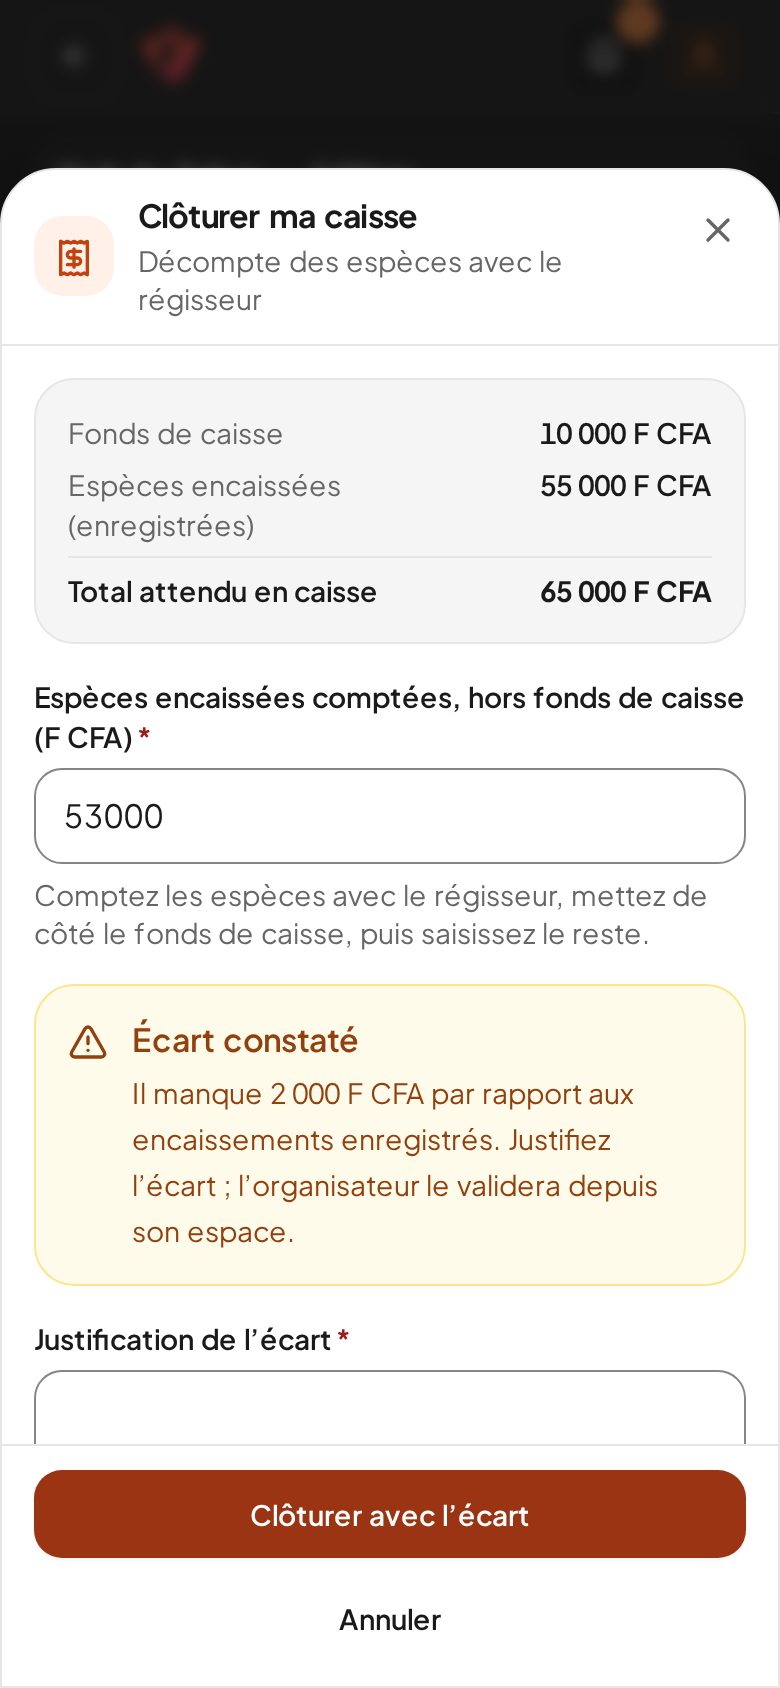 Clôturer ma caisse
Décompte des espèces avec le
régisseur
Fonds de caisse 10 000 F CFA
Espèces encaissées 55 000 F CFA
(enregistrées)
Total attendu en caisse 65 000 F CFA
Espèces encaissées comptées, hors fonds de caisse
(F CFA) *
53000
Comptez les espèces avec le régisseur, mettez de
côté le fonds de caisse, puis saisissez le reste.
Écart constaté
Il manque 2 000 F CFA par rapport aux
encaissements enregistrés. Justifiez
l’écart ; l’organisateur le validera depuis
son espace.
Justification de l’écart *
Clôturer avec l’écart
Annuler